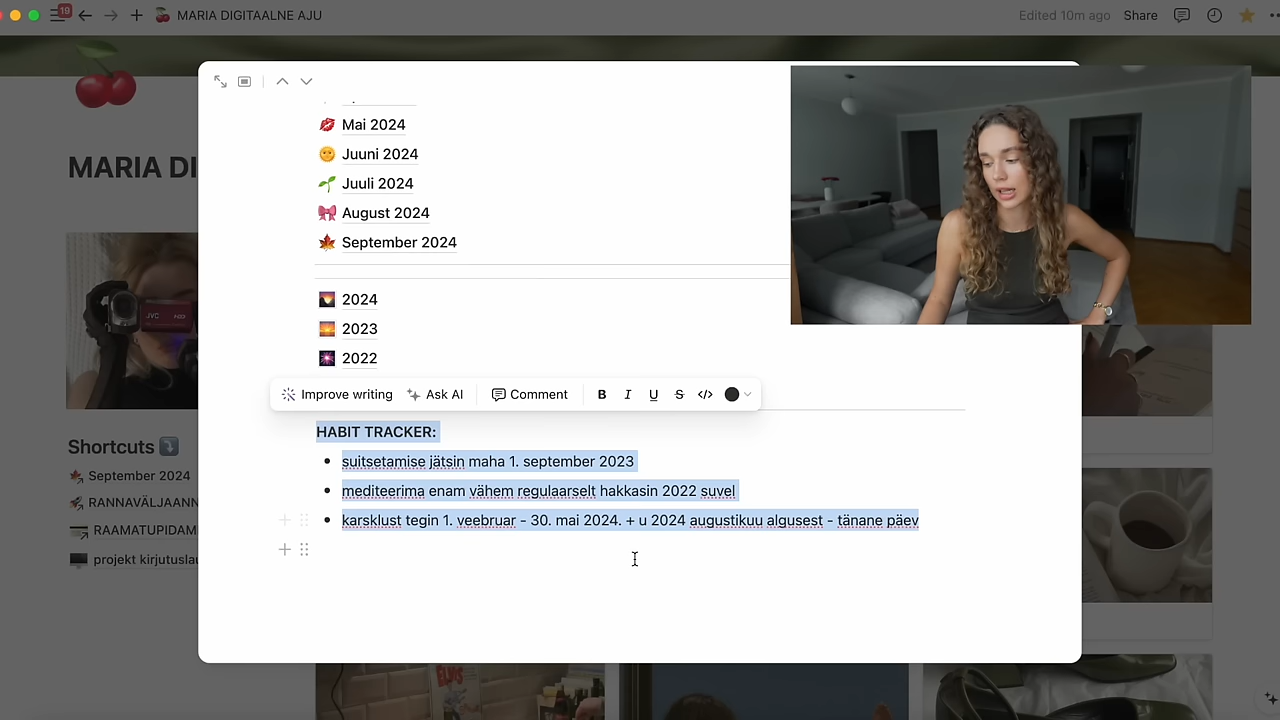 19
MARIA DIGITAALNE AJU
Edited 10m ago
Share
MARIA DI
Mai 2024
Juuni 2024
Juuli 2024
August 2024
September 2024
2024
2023
2022
Improve writing
Ask AI
Comment
B I U S </>
HABIT TRACKER:
suitsetamise jätsin maha 1. september 2023
mediteerima enam vähem regulaarselt hakkasin 2022 suvel
karsklust tegin 1. veebruar - 30. mai 2024. + u 2024 augustikuu algusest - tänane päev
JVC
Shortcuts
September 2024
RANNAVÄLJAANN
RAAMATUPIDAM
projekt kirjutuslau
ELVIS